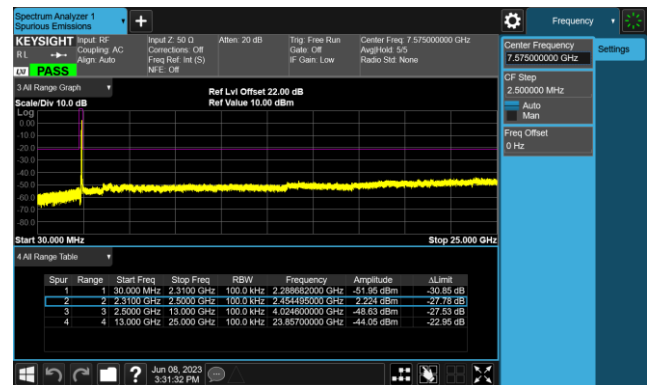 Spectrum Analyzer 1
Spurious Emissions
Frequency
KEYSIGHT
Input: RF
Coupling: AC
Align: Auto
Input Z: 50 Ω
Corrections: Off
Freq Ref: Int (S)
NFE: Off
Atten: 20 dB
Trig: Free Run
Gate: Off
IF Gain: Low
Center Freq: 7.575000000 GHz
Avg|Hold: 5/5
Radio Std: None
RL
LXI PASS
Center Frequency
7.575000000 GHz
Settings
CF Step
2.500000 MHz
Auto
Man
Freq Offset
0 Hz
3 All Range Graph
Scale/Div 10.0 dB
Ref Lvl Offset 22.00 dB
Ref Value 10.00 dBm
Log
0.00
-10.0
-20.0
-30.0
-40.0
-50.0
-60.0
-70.0
-80.0
Start 30.000 MHz
Stop 25.000 GHz
4 All Range Table
Spur Range Start Freq Stop Freq RBW Frequency Amplitude ΔLimit
1 1 30.000 MHz 2.3100 GHz 100.0 kHz 2.288682000 GHz -51.95 dBm -30.85 dB
2 2 2.3100 GHz 2.5000 GHz 100.0 kHz 2.454495000 GHz 2.224 dBm -27.78 dB
3 3 2.5000 GHz 13.000 GHz 100.0 kHz 4.024600000 GHz -48.63 dBm -27.53 dB
4 4 13.000 GHz 25.000 GHz 100.0 kHz 23.85700000 GHz -44.05 dBm -22.95 dB
Jun 08, 2023
3:31:32 PM